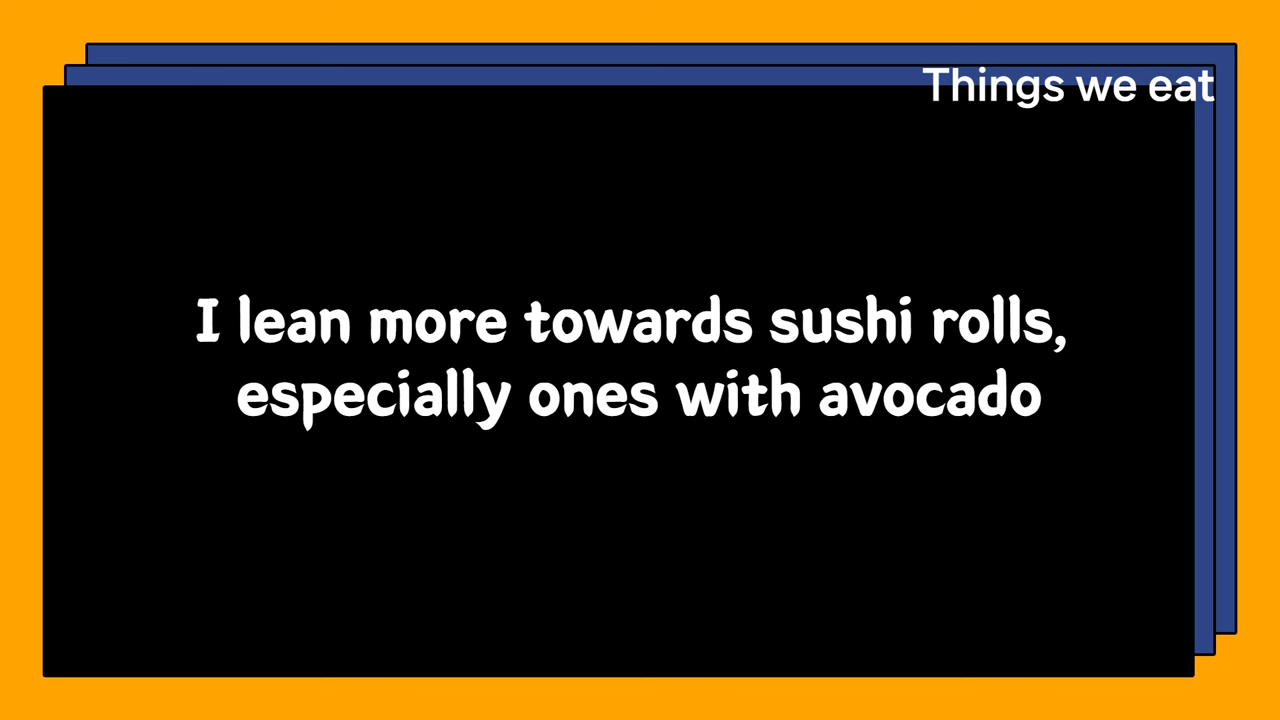 Things we eat
I lean more towards sushi rolls,
especially ones with avocado